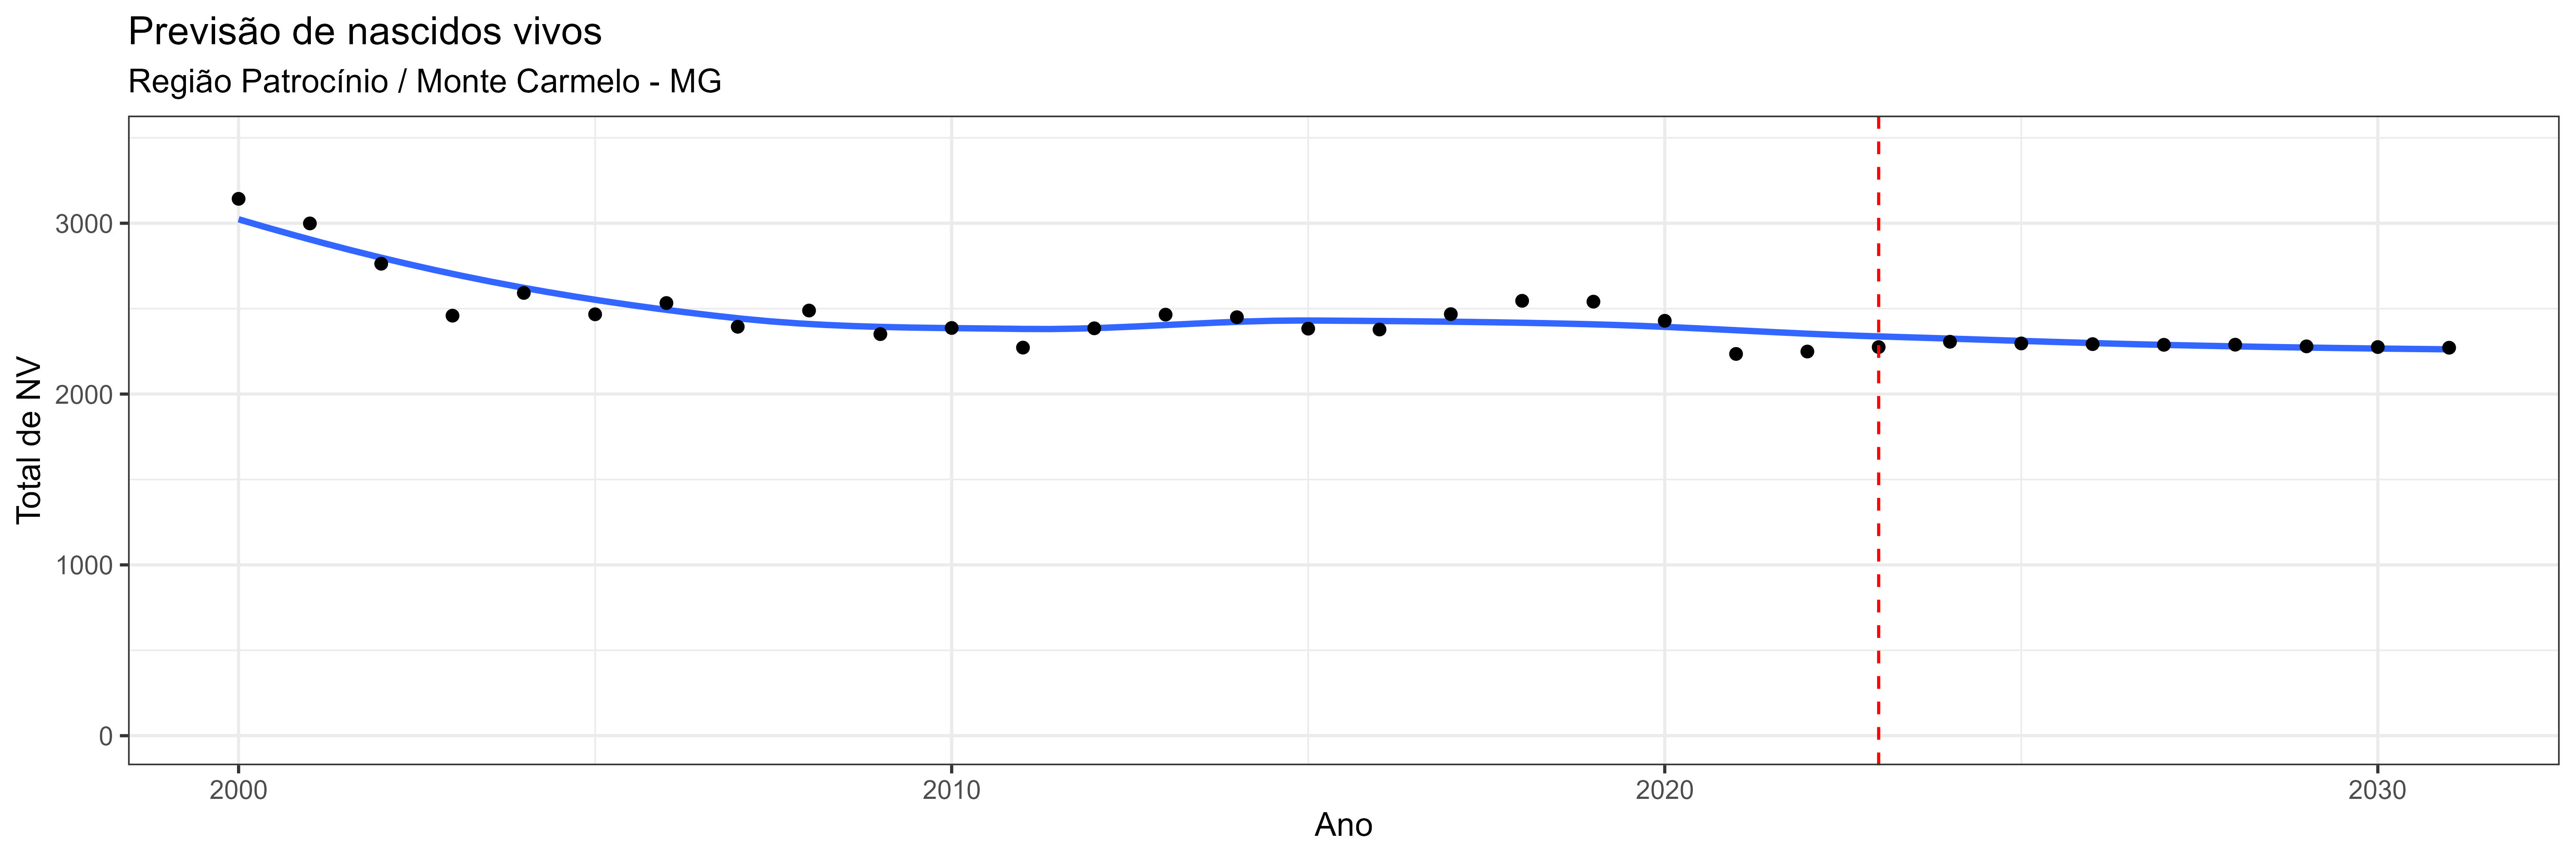 Previsão de nascidos vivos
Região Patrocínio / Monte Carmelo - MG
Total de NV
3000
2000
1000
0
2000
2010
2020
2030
Ano